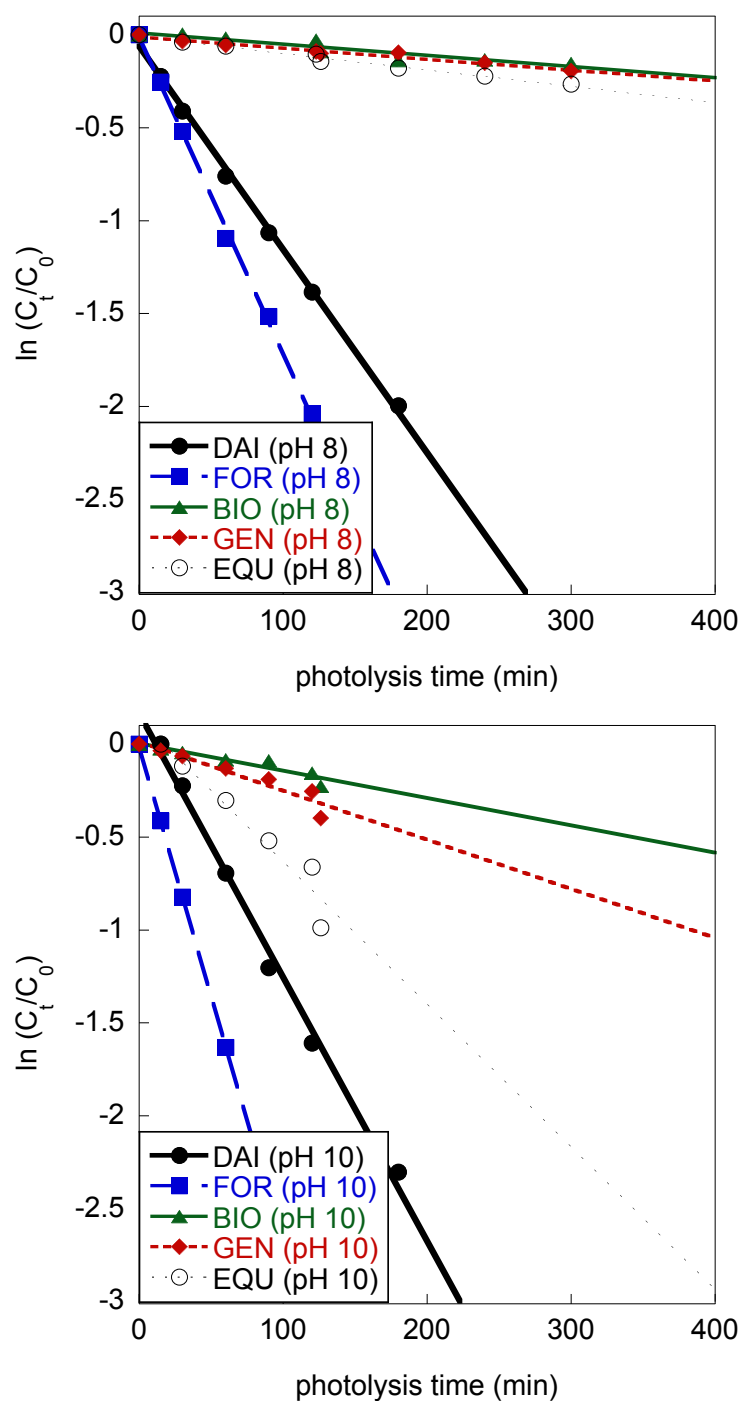 0
-0.5
-1
-1.5
-2
-2.5
-3
ln (Cₜ/C₀)
DAI (pH 8)
FOR (pH 8)
BIO (pH 8)
GEN (pH 8)
EQU (pH 8)
0 100 200 300 400
photolysis time (min)
0
-0.5
-1
-1.5
-2
-2.5
-3
ln (Cₜ/C₀)
DAI (pH 10)
FOR (pH 10)
BIO (pH 10)
GEN (pH 10)
EQU (pH 10)
0 100 200 300 400
photolysis time (min)